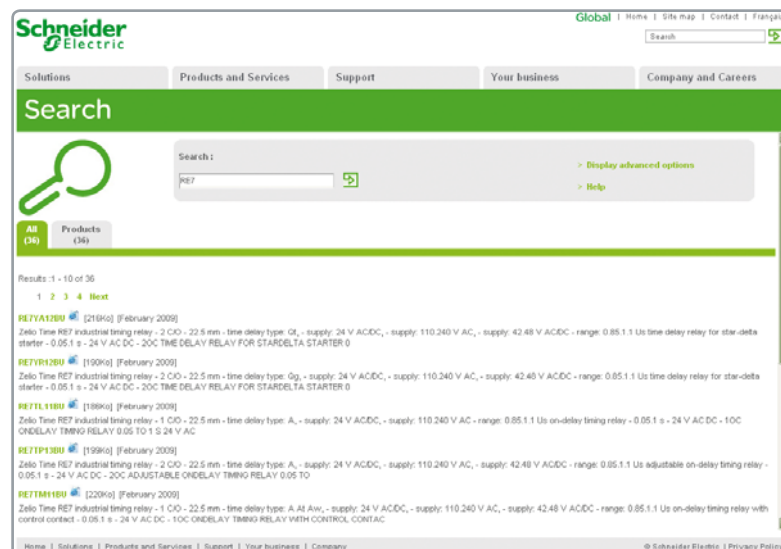 Global | Home | Site map | Contact | Françai
Schneider
Electric
Search
Solutions Products and Services Support Your business Company and Careers
Search
Search :
RE7
> Display advanced options
> Help
All (36) Products (36)
Results :1 - 10 of 36
1 2 3 4 Next
RE7YA12BU [216Ko] [February 2009]
Zelio Time RE7 industrial timing relay - 2 C/O - 22.5 mm - time delay type: Qt, - supply: 24 V AC/DC, - supply: 110.240 V AC, - supply: 42.48 V AC/DC - range: 0.85.1.1 Us time delay relay for star-delta
starter - 0.05.1 s - 24 V AC DC - 2OC TIME DELAY RELAY FOR STARDELTA STARTER 0
RE7YR12BU [190Ko] [February 2009]
Zelio Time RE7 industrial timing relay - 2 C/O - 22.5 mm - time delay type: Qg, - supply: 24 V AC/DC, - supply: 110.240 V AC, - supply: 42.48 V AC/DC - range: 0.85.1.1 Us time delay relay for star-delta
starter - 0.05.1 s - 24 V AC DC - 2OC TIME DELAY RELAY FOR STARDELTA STARTER 0
RE7TL11BU [186Ko] [February 2009]
Zelio Time RE7 industrial timing relay - 1 C/O - 22.5 mm - time delay type: A, - supply: 24 V AC/DC, - supply: 110.240 V AC - range: 0.85.1.1 Us on-delay timing relay - 0.05.1 s - 24 V AC DC - 1OC
ONDELAY TIMING RELAY 0.05 TO 1 S 24 V AC
RE7TP13BU [199Ko] [February 2009]
Zelio Time RE7 industrial timing relay - 2 C/O - 22.5 mm - time delay type: A, - supply: 24 V AC/DC, - supply: 110.240 V AC, - supply: 42.48 V AC/DC - range: 0.85.1.1 Us adjustable on-delay timing relay -
0.05.1 s - 24 V AC DC - 2OC ADJUSTABLE ONDELAY TIMING RELAY 0.05 TO
RE7TM11BU [220Ko] [February 2009]
Zelio Time RE7 industrial timing relay - 1 C/O - 22.5 mm - time delay type: A At Aw, - supply: 24 V AC/DC, - supply: 110.240 V AC, - supply: 42.48 V AC/DC - range: 0.85.1.1 Us on-delay timing relay with
control contact - 0.05.1 s - 24 V AC DC - 1OC ONDELAY TIMING RELAY WITH CONTROL CONTAC
Home | Solutions | Products and Services | Support | Your business | Company © Schneider Electric | Privacy Polic